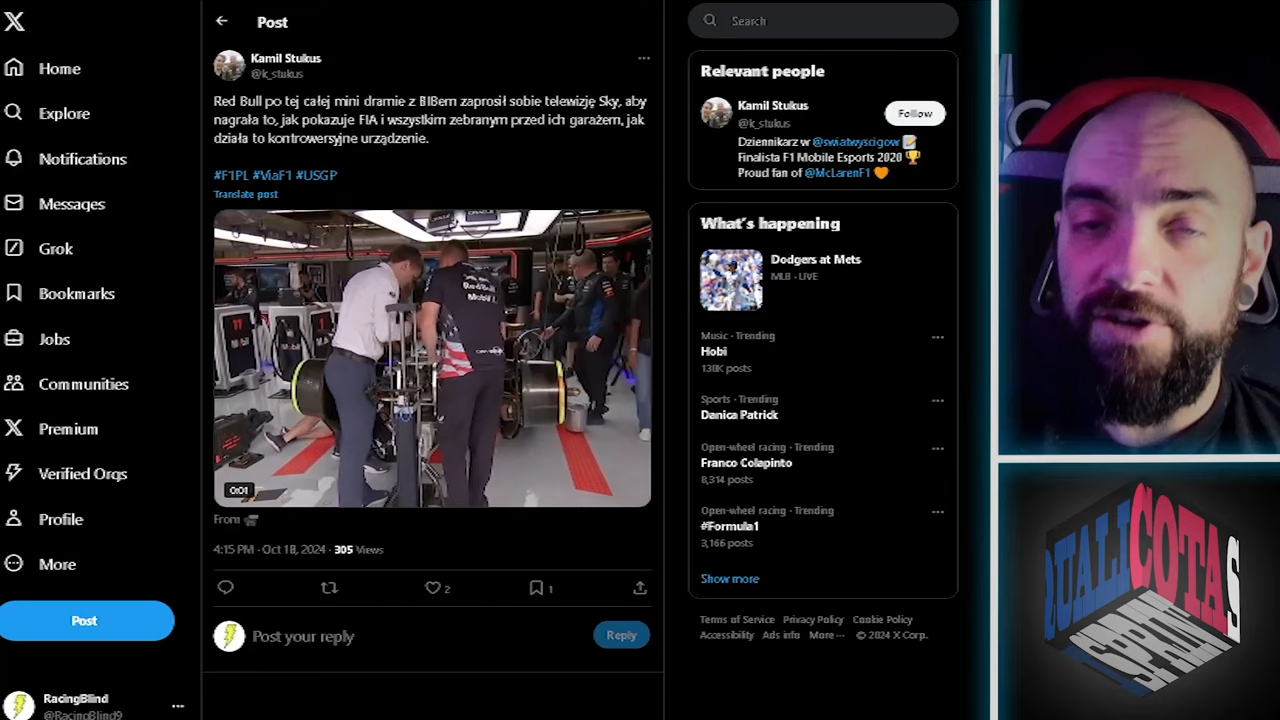 Home
Explore
Notifications
Messages
Grok
Bookmarks
Jobs
Communities
Premium
Verified Orgs
Profile
More
Post
RacingBlind
@RacingBlind9
Post
Kamil Stukus
@k_stukus
Red Bull po tej całej mini dramie z BIBem zaprosił sobie telewizję Sky, aby
nagrała to, jak pokazuje FIA i wszystkim zebranym przed ich garażem, jak
działa to kontrowersyjne urządzenie.
#F1PL #ViaF1 #USGP
Translate post
0:01
From
4:15 PM · Oct 18, 2024 · 305 Views
2
1
Post your reply
Reply
Search
Relevant people
Kamil Stukus
@k_stukus
Follow
Dziennikarz w @swiatwyscigow
Finalista F1 Mobile Esports 2020
Proud fan of @McLarenF1
What's happening
Dodgers at Mets
MLB · LIVE
Music · Trending
Hobi
130K posts
Sports · Trending
Danica Patrick
Open-wheel racing · Trending
Franco Colapinto
8,314 posts
Open-wheel racing · Trending
#Formula1
3,166 posts
Show more
Terms of Service Privacy Policy Cookie Policy
Accessibility Ads info More ··· © 2024 X Corp.
QUALI
COTA